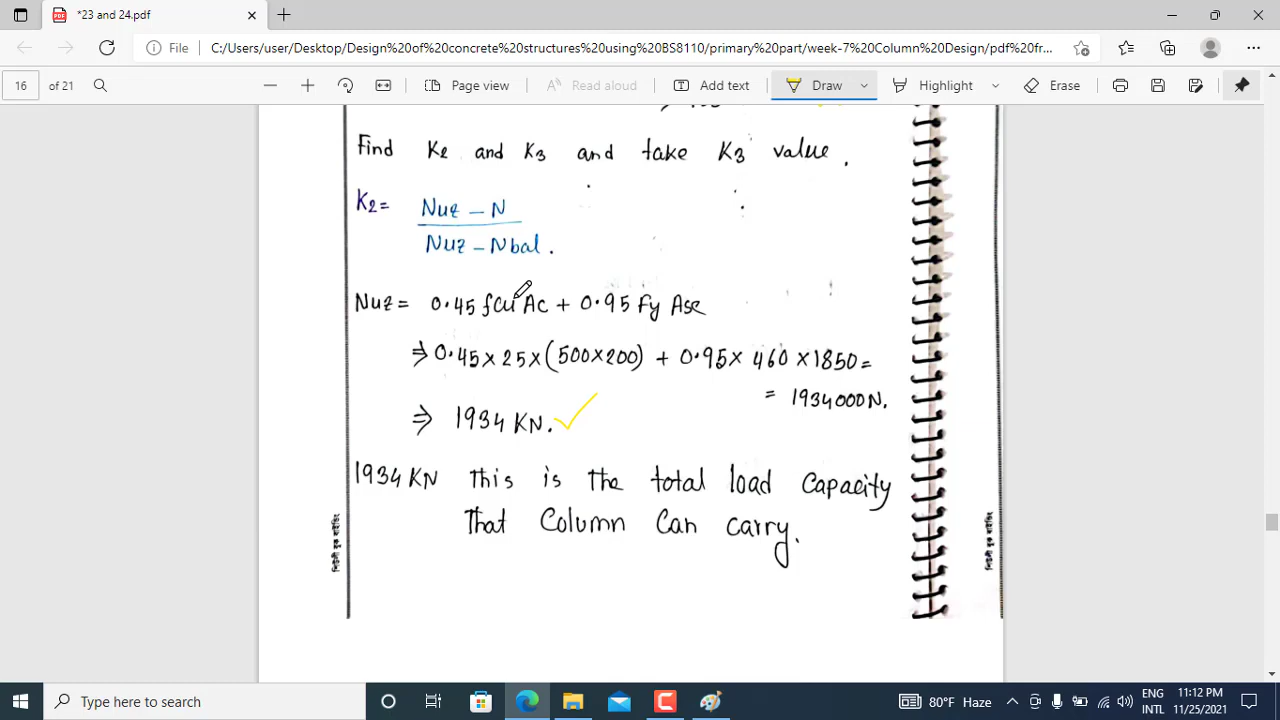 *23 and 24.pdf
File
C:/Users/user/Desktop/Design%20of%20concrete%20structures%20using%20BS8110/primary%20part/week-7%20Column%20Design/pdf%20fr...
16 of 21
Page view
Read aloud
Add text
Draw
Highlight
Erase
Find K2 and K3 and take K3 value.
K2 = Nuz - N
Nuz - Nbal.
Nuz = 0.45 fcu Ac + 0.95 Fy Asc
⇒ 0.45 × 25 × (500×200) + 0.95 × 460 × 1850 =
= 1934000N.
⇒ 1934 KN.
1934 KN This is The total load Capacity
That Column Can carry.
Type here to search
80°F Haze
ENG
INTL
11:12 PM
11/25/2021